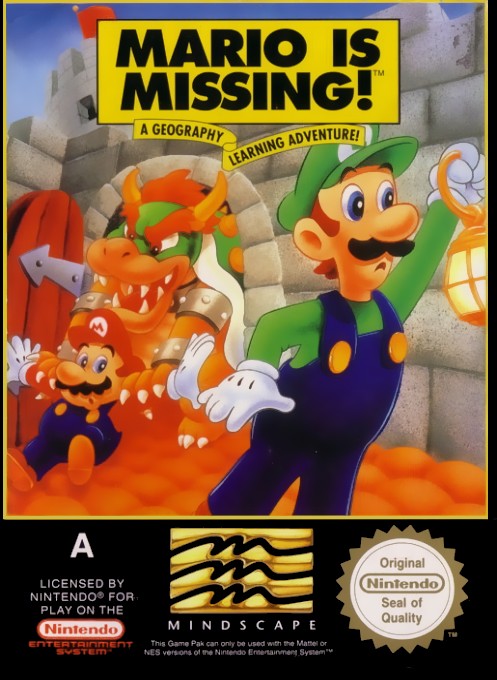 MARIO IS
MISSING!™
A GEOGRAPHY
LEARNING ADVENTURE!
M
A
LICENSED BY
NINTENDO® FOR
PLAY ON THE
Nintendo
ENTERTAINMENT
SYSTEM™
MINDSCAPE
This Game Pak can only be used with the Mattel or
NES versions of the Nintendo Entertainment System™
Original
Nintendo
Seal of
Quality
TM